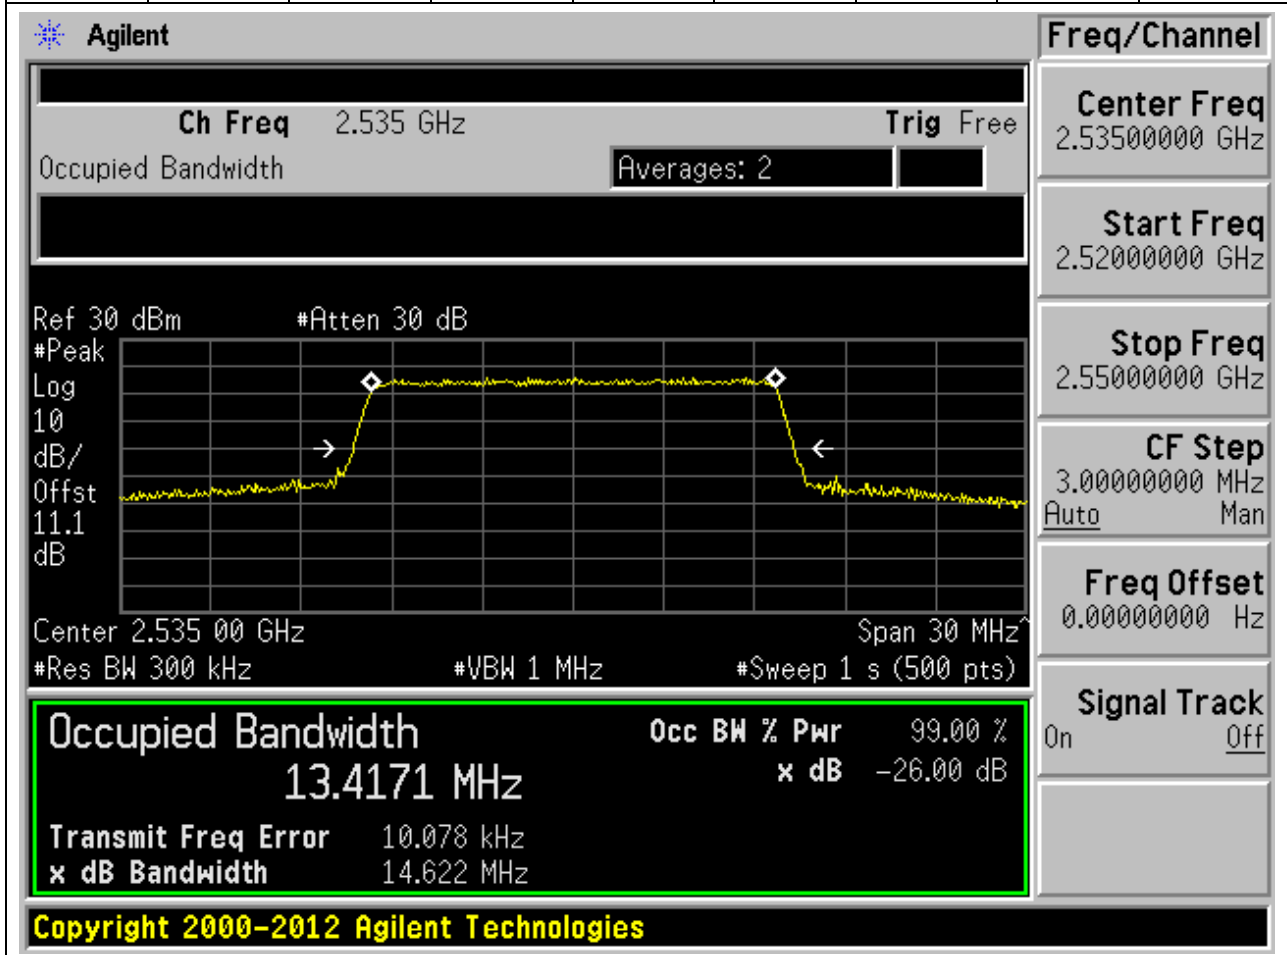 Agilent
Freq/Channel
Ch Freq 2.535 GHz Trig Free
Occupied Bandwidth Averages: 2
Center Freq
2.53500000 GHz
Start Freq
2.52000000 GHz
Stop Freq
2.55000000 GHz
CF Step
3.00000000 MHz
Auto Man
Freq Offset
0.00000000 Hz
Signal Track
On Off
Ref 30 dBm #Atten 30 dB
#Peak
Log
10
dB/
Offst
11.1
dB
Center 2.535 00 GHz Span 30 MHz^
#Res BW 300 kHz #VBW 1 MHz #Sweep 1 s (500 pts)
Occupied Bandwidth Occ BW % Pwr 99.00 %
13.4171 MHz x dB -26.00 dB
Transmit Freq Error 10.078 kHz
x dB Bandwidth 14.622 MHz
Copyright 2000-2012 Agilent Technologies